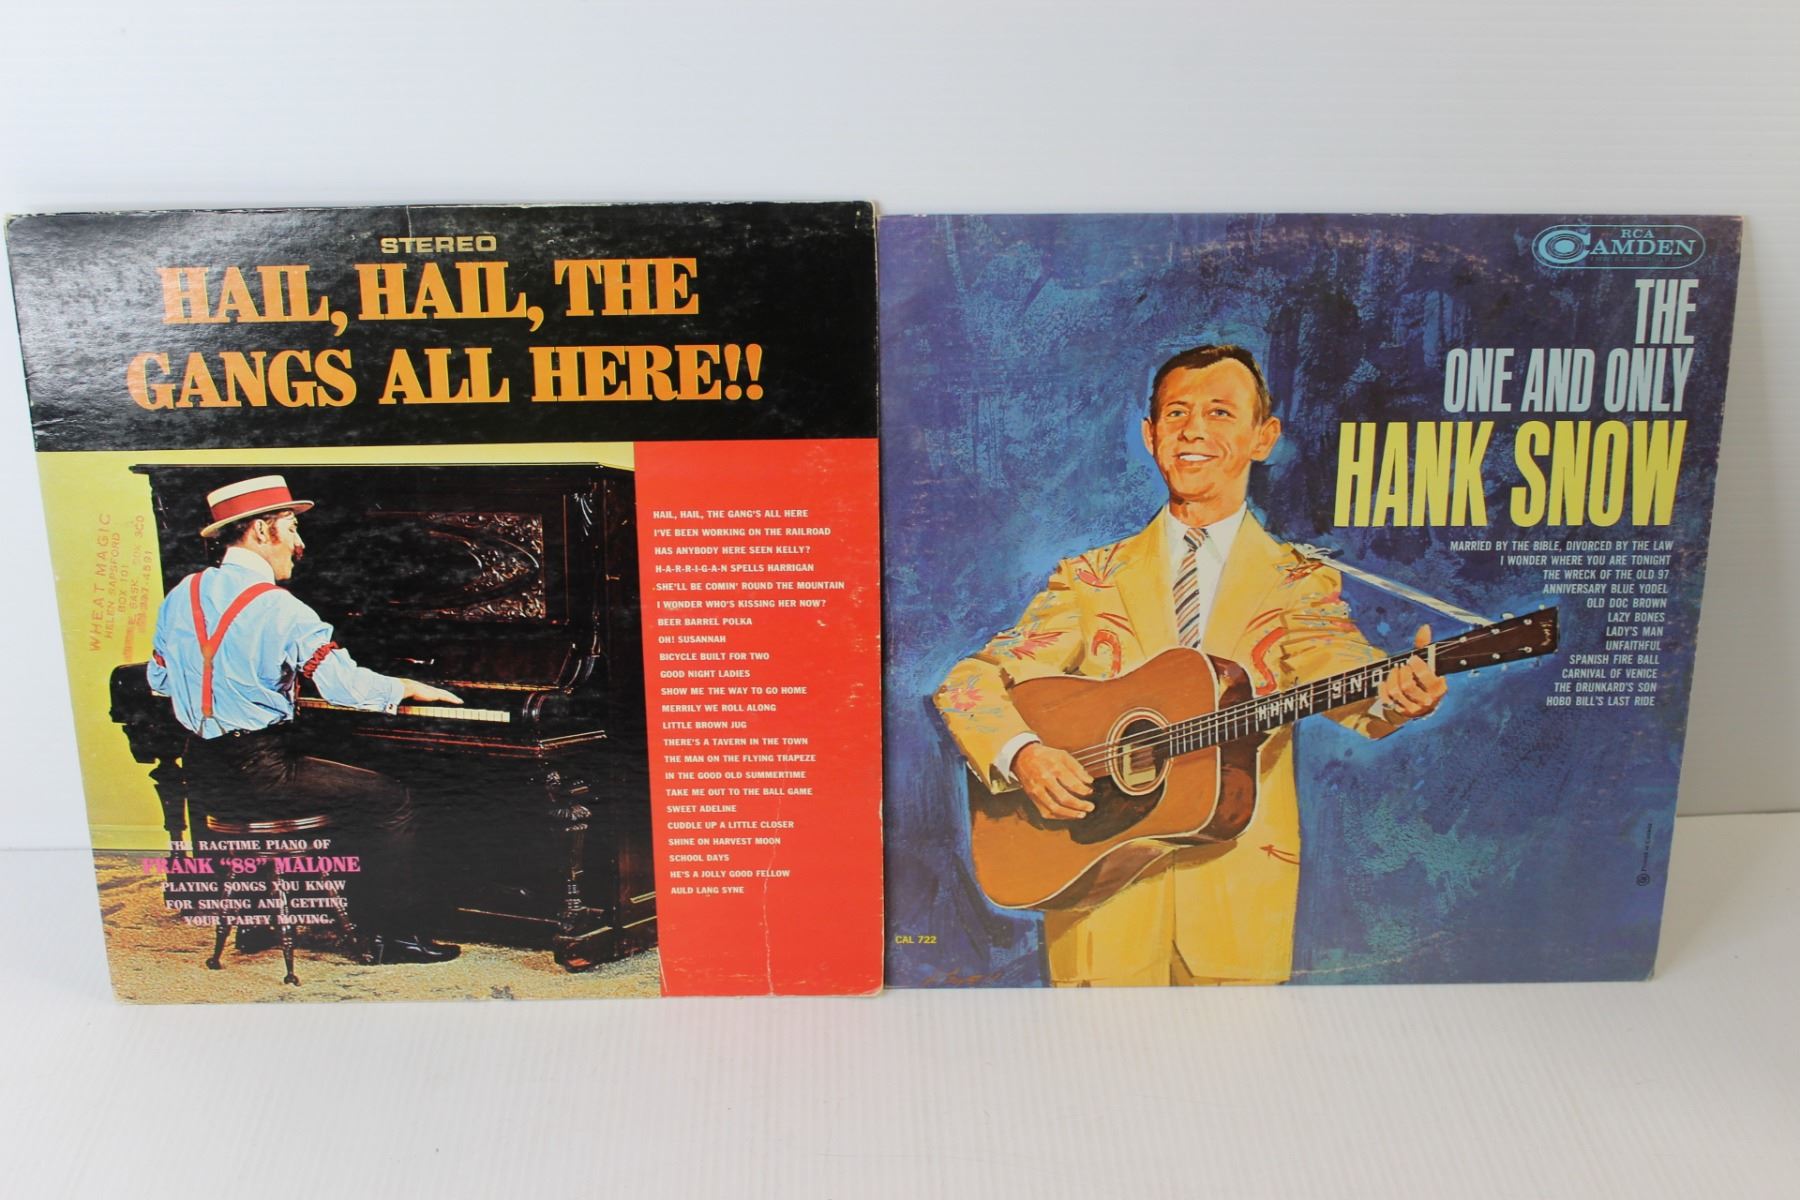 STEREO
HAIL, HAIL, THE
GANGS ALL HERE!!
WHEAT MAGIC
HELEN SAPSFORD
BOX 101
SASK. S0K 3C0
HAIL, HAIL, THE GANG'S ALL HERE
I'VE BEEN WORKING ON THE RAILROAD
HAS ANYBODY HERE SEEN KELLY?
H-A-R-R-I-G-A-N SPELLS HARRIGAN
SHE'LL BE COMIN' ROUND THE MOUNTAIN
I WONDER WHO'S KISSING HER NOW?
BEER BARREL POLKA
OH! SUSANNAH
BICYCLE BUILT FOR TWO
GOOD NIGHT LADIES
SHOW ME THE WAY TO GO HOME
MERRILY WE ROLL ALONG
LITTLE BROWN JUG
THERE'S A TAVERN IN THE TOWN
THE MAN ON THE FLYING TRAPEZE
IN THE GOOD OLD SUMMERTIME
TAKE ME OUT TO THE BALL GAME
SWEET ADELINE
CUDDLE UP A LITTLE CLOSER
SHINE ON HARVEST MOON
SCHOOL DAYS
HE'S A JOLLY GOOD FELLOW
AULD LANG SYNE
THE RAGTIME PIANO OF
FRANK "88" MALONE
PLAYING SONGS YOU KNOW
FOR SINGING AND GETTING
YOUR PARTY MOVING.
RCA
CAMDEN
THE
ONE AND ONLY
HANK SNOW
MARRIED BY THE BIBLE, DIVORCED BY THE LAW
I WONDER WHERE YOU ARE TONIGHT
THE WRECK OF THE OLD 97
ANNIVERSARY BLUE YODEL
OLD DOC BROWN
LAZY BONES
LADY'S MAN
UNFAITHFUL
SPANISH FIRE BALL
CARNIVAL OF VENICE
THE DRUNKARD'S SON
HOBO BILL'S LAST RIDE
HANK SNOW
CAL 722